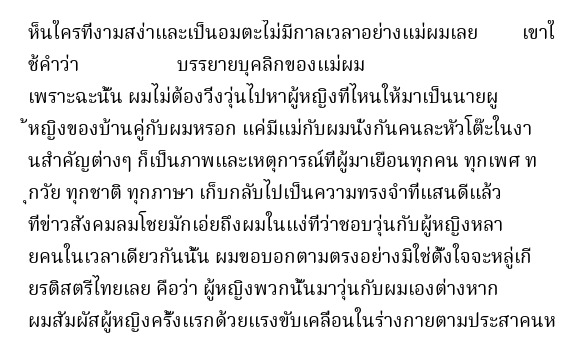 ห็นใครที่งามสง่าและเป็นอมตะไม่มีกาลเวลาอย่างแม่ผมเลย เขาใ
ช้คำว่า บรรยายบุคลิกของแม่ผม
เพราะฉะนั้น ผมไม่ต้องวิ่งวุ่นไปหาผู้หญิงที่ไหนให้มาเป็นนายผู
้หญิงของบ้านคู่กับผมหรอก แค่มีแม่กับผมนั่งกันคนละหัวโต๊ะในงา
นสำคัญต่างๆ ก็เป็นภาพและเหตุการณ์ที่ผู้มาเยือนทุกคน ทุกเพศ ท
ุกวัย ทุกชาติ ทุกภาษา เก็บกลับไปเป็นความทรงจำที่แสนดีแล้ว
ที่ข่าวสังคมลมโชยมักเอ่ยถึงผมในแง่ที่ว่าชอบวุ่นกับผู้หญิงหลา
ยคนในเวลาเดียวกันนั้น ผมขอบอกตามตรงอย่างมิใช่ตั้งใจจะหลู่เกี
ยรติสตรีไทยเลย คือว่า ผู้หญิงพวกนั้นมาวุ่นกับผมเองต่างหาก
ผมสัมผัสผู้หญิงครั้งแรกด้วยแรงขับเคลื่อนในร่างกายตามประสาคนห